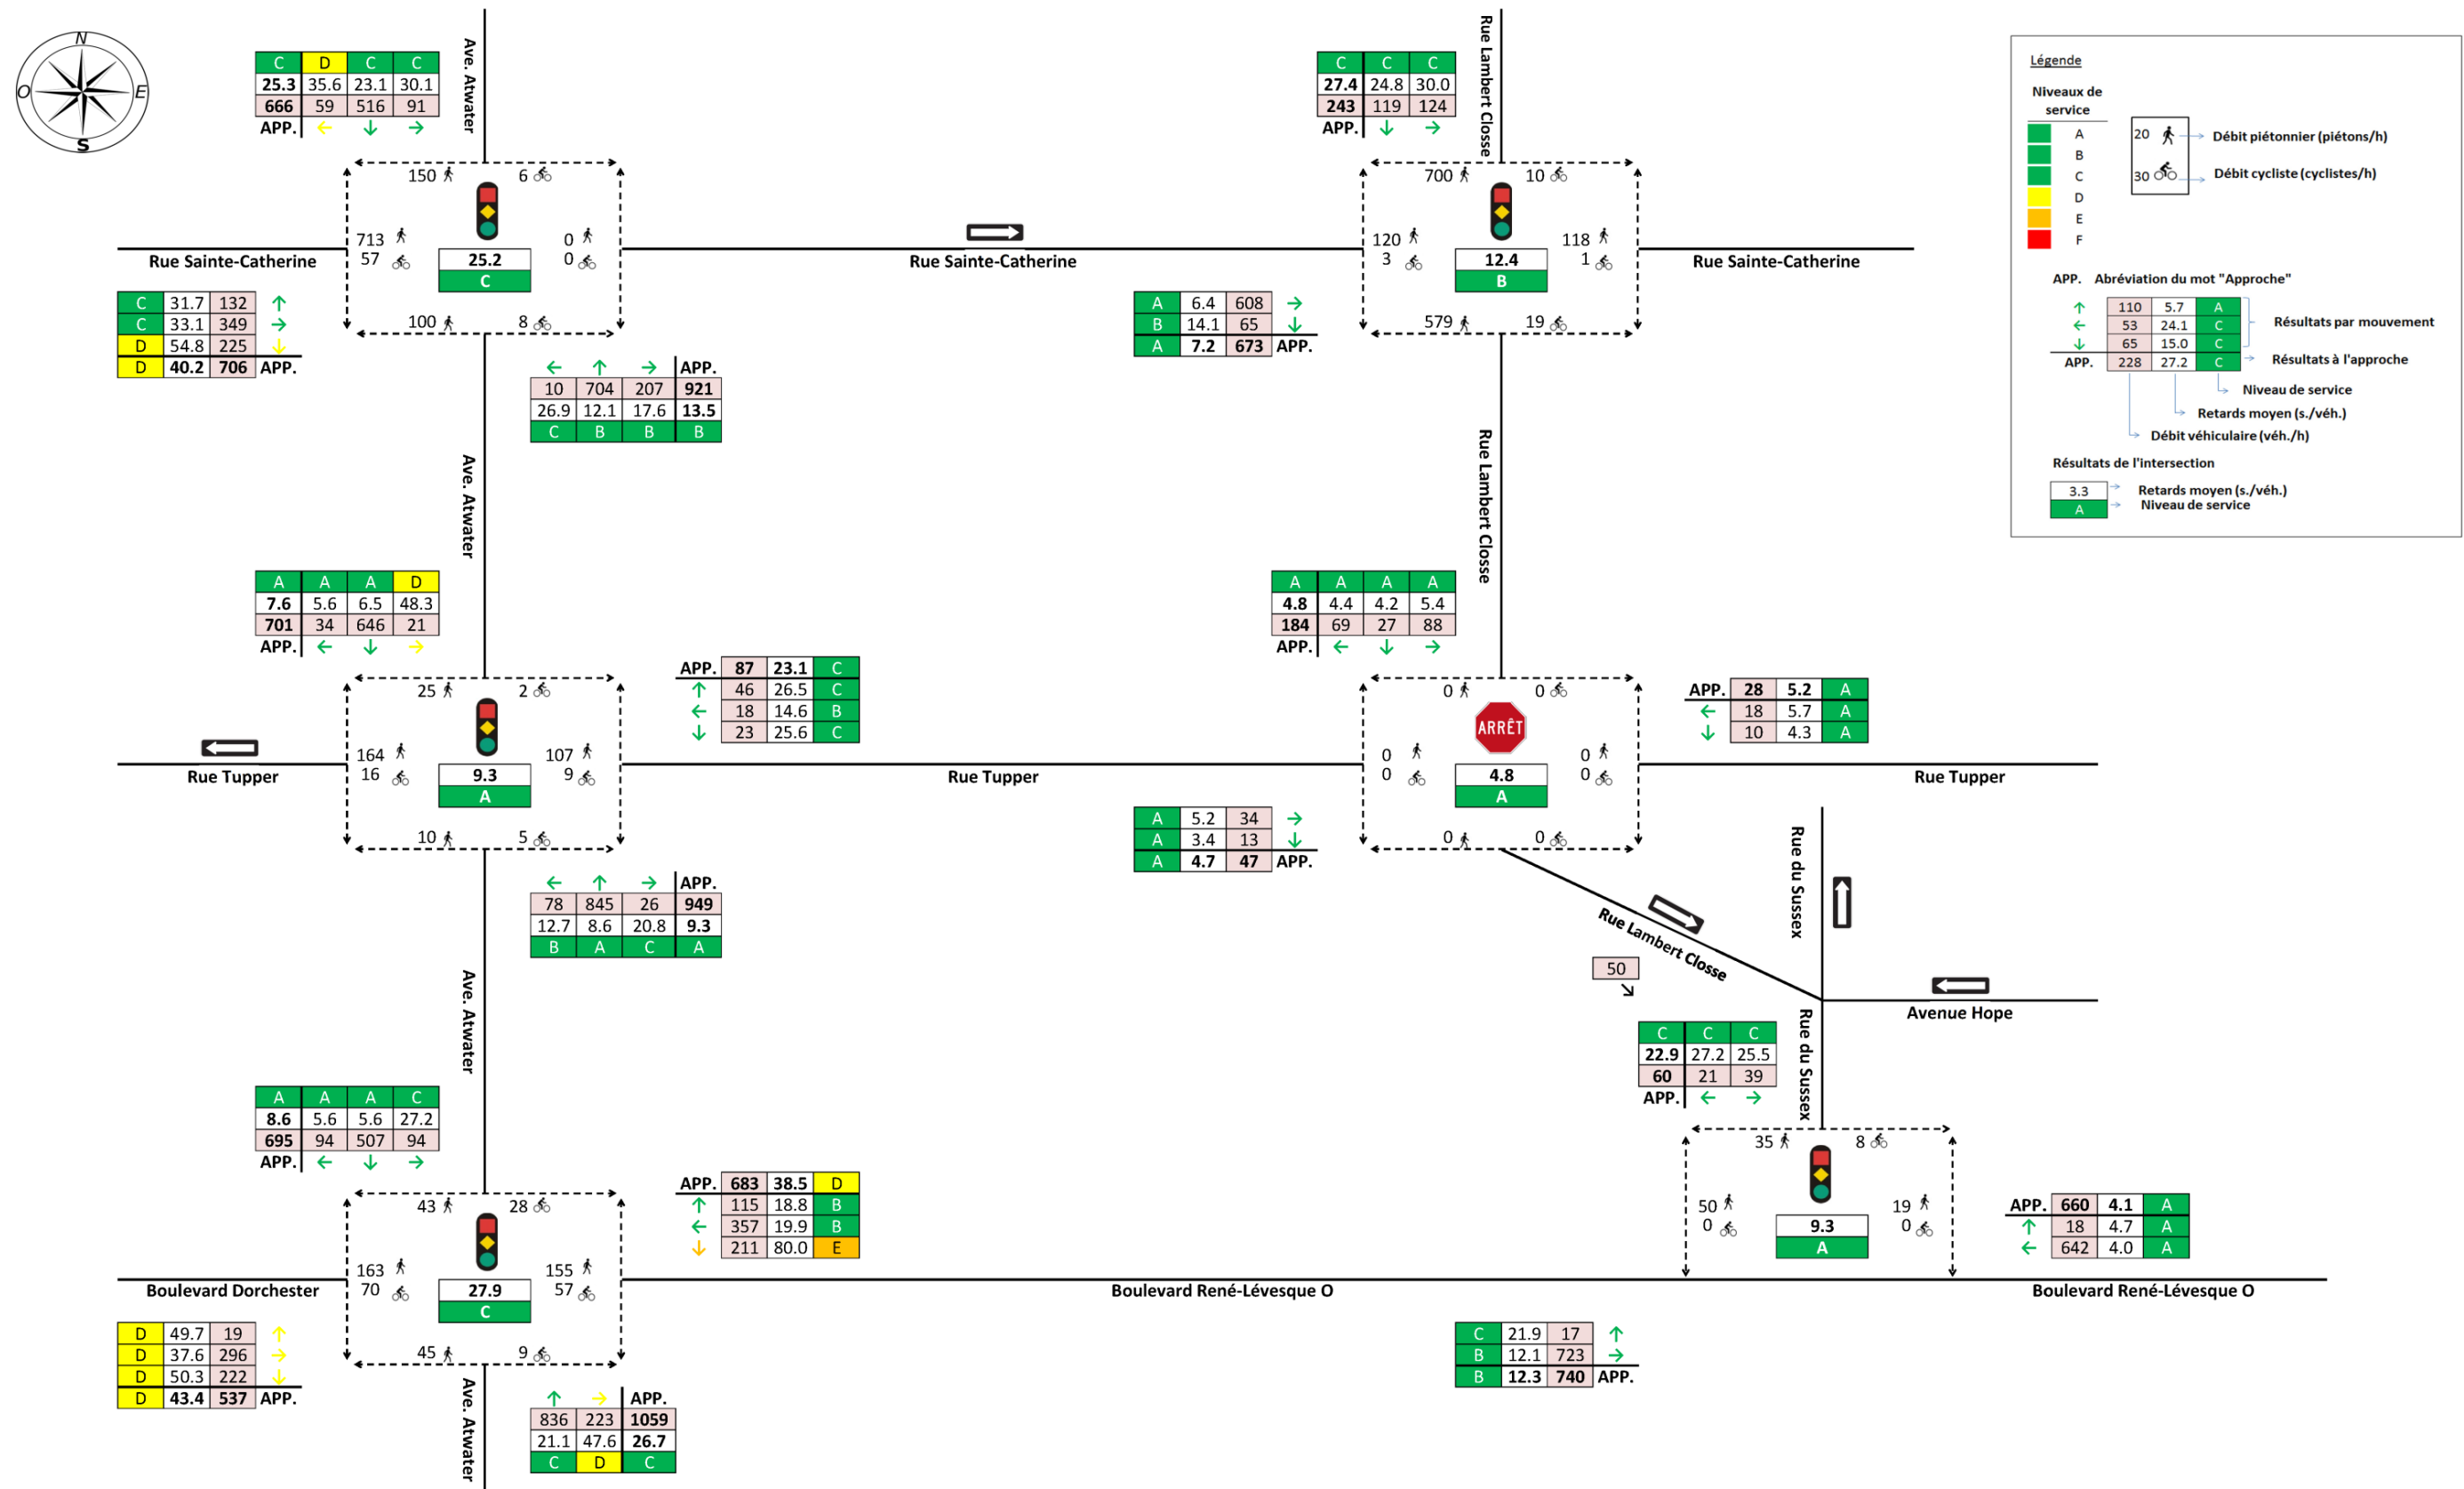 N
O
E
S
C D C C
25.3 35.6 23.1 30.1
666 59 516 91
APP.
Ave. Atwater
150 6
713 0
57 0
25.2
C
100 8
Rue Sainte-Catherine
C 31.7 132
C 33.1 349
D 54.8 225
D 40.2 706 APP.
APP.
10 704 207 921
26.9 12.1 17.6 13.5
C B B B
Rue Sainte-Catherine
C C C
27.4 24.8 30.0
243 119 124
APP.
Rue Lambert Closse
700 10
120 118
3 1
12.4
B
579 19
Rue Sainte-Catherine
A 6.4 608
B 14.1 65
A 7.2 673 APP.
Légende
Niveaux de
service
A
B
C
D
E
F
20 Débit piétonnier (piétons/h)
30 Débit cycliste (cyclistes/h)
APP. Abréviation du mot "Approche"
110 5.7 A
53 24.1 C
65 15.0 C
APP. 228 27.2 C
Résultats par mouvement
Résultats à l'approche
Niveau de service
Retards moyen (s./véh.)
Débit véhiculaire (véh./h)
Résultats de l'intersection
3.3 Retards moyen (s./véh.)
A Niveau de service
Ave. Atwater
Rue Lambert Closse
A A A D
7.6 5.6 6.5 48.3
701 34 646 21
APP.
25 2
164 107
16 9
9.3
A
10 5
Rue Tupper
APP. 87 23.1 C
46 26.5 C
18 14.6 B
23 25.6 C
APP.
78 845 26 949
12.7 8.6 20.8 9.3
B A C A
Rue Tupper
A A A A
4.8 4.4 4.2 5.4
184 69 27 88
APP.
0 0
ARRÊT
0 0
0 0
4.8
A
0 0
APP. 28 5.2 A
18 5.7 A
10 4.3 A
Rue Tupper
A 5.2 34
A 3.4 13
A 4.7 47 APP.
Rue du Sussex
Rue Lambert Closse
50
Avenue Hope
Rue du Sussex
Ave. Atwater
A A A C
8.6 5.6 5.6 27.2
695 94 507 94
APP.
43 28
163 155
70 57
27.9
C
45 9
Boulevard Dorchester
D 49.7 19
D 37.6 296
D 50.3 222
D 43.4 537 APP.
APP. 683 38.5 D
115 18.8 B
357 19.9 B
211 80.0 E
Ave. Atwater
APP.
836 223 1059
21.1 47.6 26.7
C D C
Boulevard René-Lévesque O
C C C
22.9 27.2 25.5
60 21 39
APP.
35 8
50 19
0 0
9.3
A
APP. 660 4.1 A
18 4.7 A
642 4.0 A
Boulevard René-Lévesque O
C 21.9 17
B 12.1 723
B 12.3 740 APP.